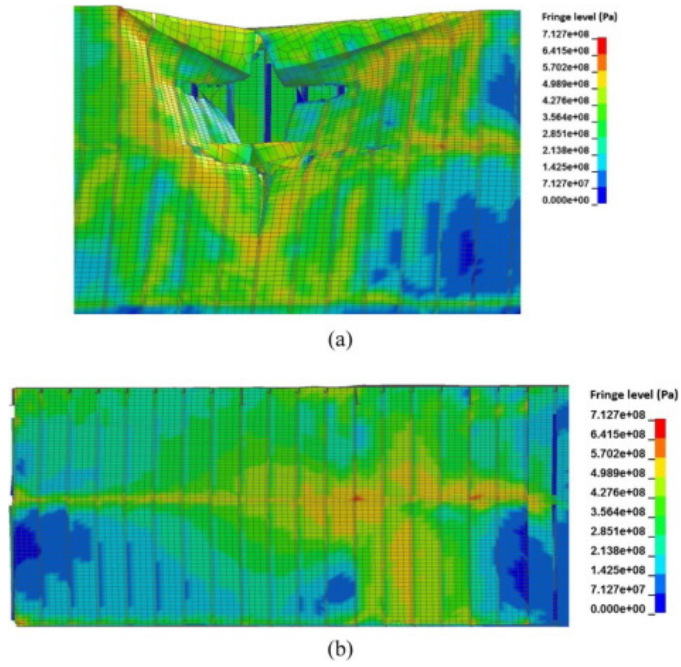 Fringe level (Pa)
7.127e+08
6.415e+08
5.702e+08
4.989e+08
4.276e+08
3.564e+08
2.851e+08
2.138e+08
1.425e+08
7.127e+07
0.000e+00
(a)
Fringe level (Pa)
7.127e+08
6.415e+08
5.702e+08
4.989e+08
4.276e+08
3.564e+08
2.851e+08
2.138e+08
1.425e+08
7.127e+07
0.000e+00
(b)